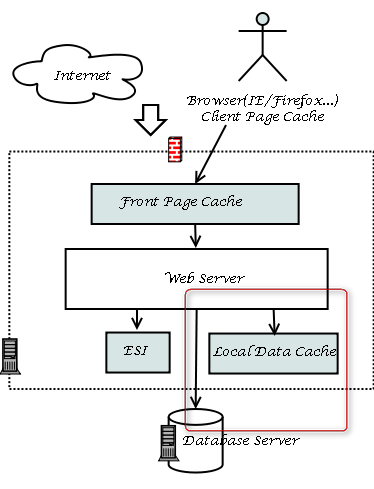 Internet
Browser(IE/Firefox...)
Client Page Cache
Front Page Cache
Web Server
ESI
Local Data Cache
Database Server